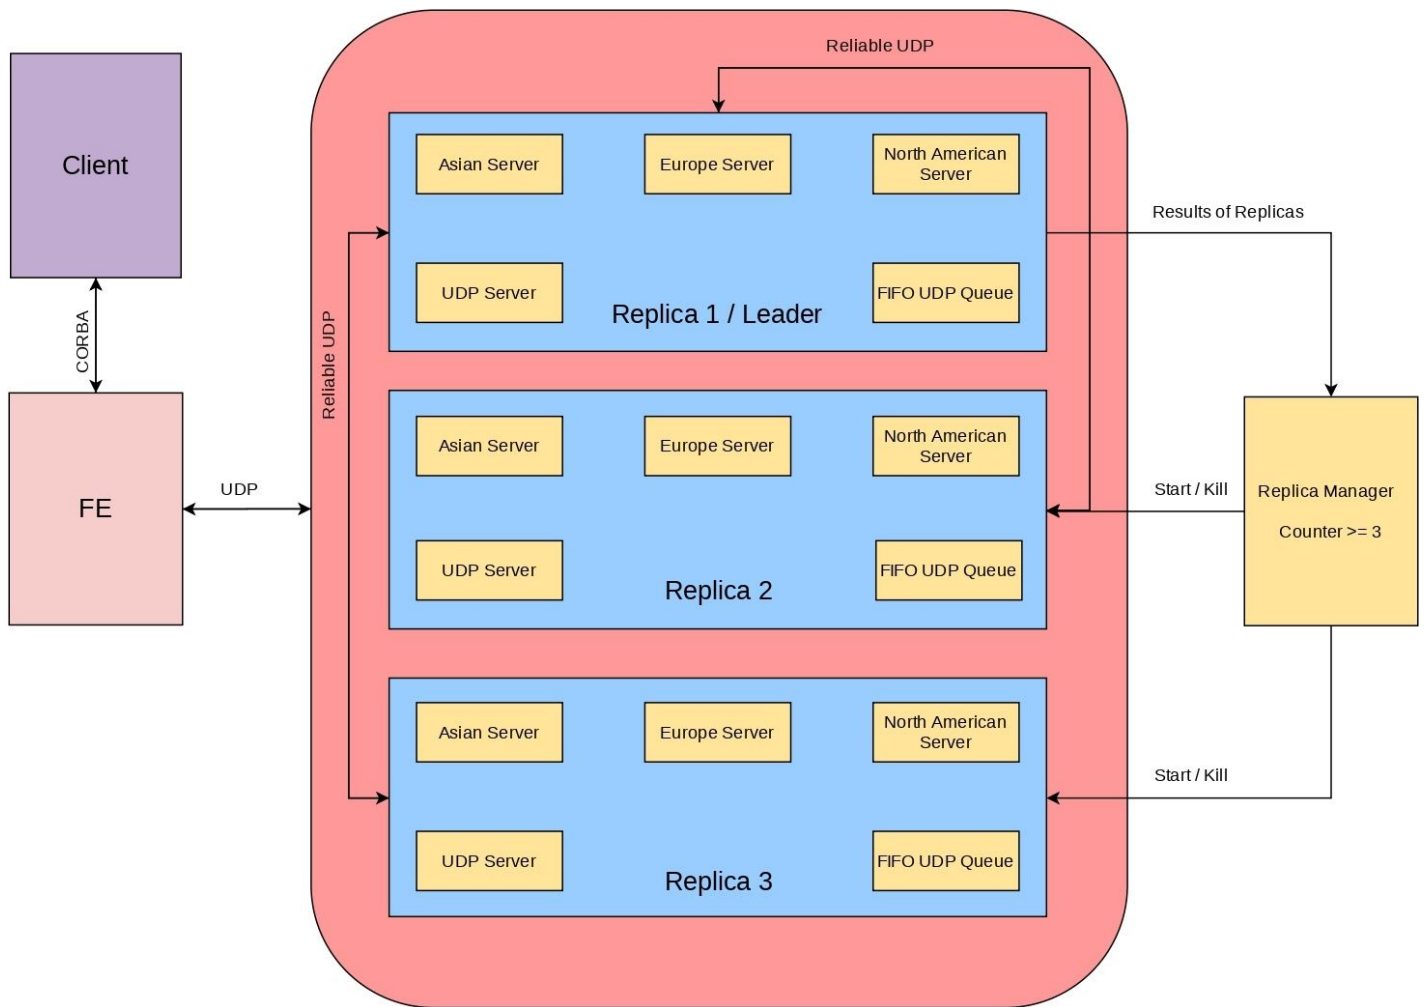 Reliable UDP
Client
Asian Server
Europe Server
North American
Server
Results of Replicas
UDP Server
FIFO UDP Queue
Replica 1 / Leader
CORBA
Reliable UDP
FE
UDP
Asian Server
Europe Server
North American
Server
Start / Kill
Replica Manager
Counter >= 3
UDP Server
FIFO UDP Queue
Replica 2
Asian Server
Europe Server
North American
Server
Start / Kill
UDP Server
FIFO UDP Queue
Replica 3